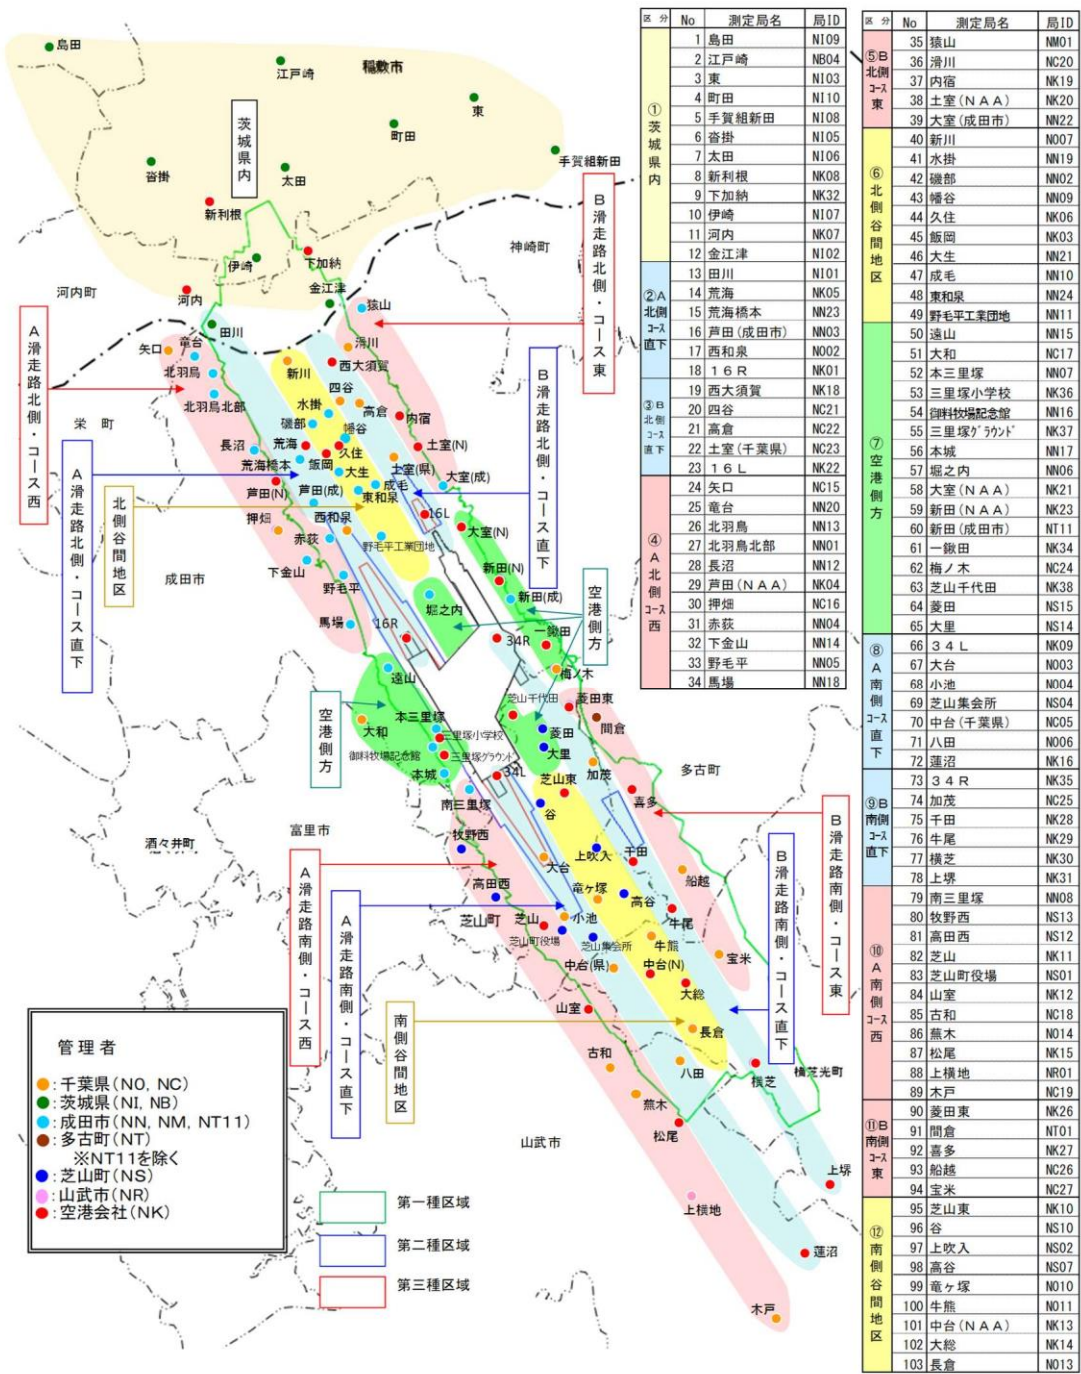 島田
江戸崎
稲敷市
東
町田
手賀組新田
茨城県内
沓掛
太田
新利根
B滑走路北側・コース東
神崎町
伊崎
下加納
河内
金江津
河内町
猿山
A滑走路北側・コース西
田川
滑川
矢口
竜台
新川
西大須賀
北羽鳥
四谷
B滑走路北側・コース直下
北羽鳥北部
水掛
高倉
栄町
磯部
幡谷
内宿
A滑走路北側・コース直下
長沼
荒海
久住
土室(N)
荒海橋本
飯岡
土室(県)
大生
大室(成)
芦田(N)
芦田(成)
成毛
東和泉
北側谷間地区
押畑
西和泉
16L
大室(N)
赤荻
野毛平工業団地
成田市
下金山
新田(N)
野毛平
新田(成)
空港側方
堀之内
馬場
16R
34R
一鍬田
遠山
梅ノ木
空港側方
芝山千代田
菱田東
本三里塚
間倉
大和
三里塚小学校
菱田
御料牧場記念館
三里塚グラウンド
大里
本城
34L
加茂
多古町
南三里塚
芝山東
喜多
B滑走路南側・コース東
富里市
谷
酒々井町
牧野西
A滑走路南側・コース西
上吹入
千田
B滑走路南側・コース直下
大台
船越
高田西
竜ヶ塚
高谷
A滑走路南側・コース直下
芝山町
芝山
小池
牛尾
芝山町役場
芝山集会所
牛熊
宝米
中台(県)
中台(N)
大総
山室
南側谷間地区
長倉
古和
八田
横芝
横芝光町
蕪木
松尾
山武市
上堺
上横地
蓮沼
木戸
管理者
:千葉県(NO, NC)
:茨城県(NI, NB)
:成田市(NN, NM, NT11)
:多古町(NT)
※NT11を除く
:芝山町(NS)
:山武市(NR)
:空港会社(NK)
第一種区域
第二種区域
第三種区域
区分 No 測定局名 局ID
①茨城県内
1 島田 NI09
2 江戸崎 NB04
3 東 NI03
4 町田 NI10
5 手賀組新田 NI08
6 沓掛 NI05
7 太田 NI06
8 新利根 NK08
9 下加納 NK32
10 伊崎 NI07
11 河内 NK07
12 金江津 NI02
②A北側コース直下
13 田川 NI01
14 荒海 NK05
15 荒海橋本 NN23
16 芦田(成田市) NN03
17 西和泉 NO02
18 16R NK01
③B北側コース直下
19 西大須賀 NK18
20 四谷 NC21
21 高倉 NC22
22 土室(千葉県) NC23
23 16L NK22
④A北側コース西
24 矢口 NC15
25 竜台 NN20
26 北羽鳥 NN13
27 北羽鳥北部 NN01
28 長沼 NN12
29 芦田(NAA) NK04
30 押畑 NC16
31 赤荻 NN04
32 下金山 NN14
33 野毛平 NN05
34 馬場 NN18
区分 No 測定局名 局ID
⑤B北側コース東
35 猿山 NM01
36 滑川 NC20
37 内宿 NK19
38 土室(NAA) NK20
39 大室(成田市) NN22
⑥北側谷間地区
40 新川 NO07
41 水掛 NN19
42 磯部 NN02
43 幡谷 NN09
44 久住 NK06
45 飯岡 NK03
46 大生 NN21
47 成毛 NN10
48 東和泉 NN24
49 野毛平工業団地 NN11
⑦空港側方
50 遠山 NN15
51 大和 NC17
52 本三里塚 NN07
53 三里塚小学校 NK36
54 御料牧場記念館 NN16
55 三里塚グラウンド NK37
56 本城 NN17
57 堀之内 NN06
58 大室(NAA) NK21
59 新田(NAA) NK23
60 新田(成田市) NT11
61 一鍬田 NK34
62 梅ノ木 NC24
63 芝山千代田 NK38
64 菱田 NS15
65 大里 NS14
⑧A南側コース直下
66 34L NK09
67 大台 NO03
68 小池 NO04
69 芝山集会所 NS04
70 中台(千葉県) NC05
71 八田 NO06
72 蓮沼 NK16
⑨B南側コース直下
73 34R NK35
74 加茂 NC25
75 千田 NK28
76 牛尾 NK29
77 横芝 NK30
78 上堺 NK31
⑩A南側コース西
79 南三里塚 NN08
80 牧野西 NS13
81 高田西 NS12
82 芝山 NK11
83 芝山町役場 NS01
84 山室 NK12
85 古和 NC18
86 蕪木 NO14
87 松尾 NK15
88 上横地 NR01
89 木戸 NC19
⑪B南側コース東
90 菱田東 NK26
91 間倉 NT01
92 喜多 NK27
93 船越 NC26
94 宝米 NC27
⑫南側谷間地区
95 芝山東 NK10
96 谷 NS10
97 上吹入 NS02
98 高谷 NS07
99 竜ヶ塚 NO10
100 牛熊 NO11
101 中台(NAA) NK13
102 大総 NK14
103 長倉 NO13